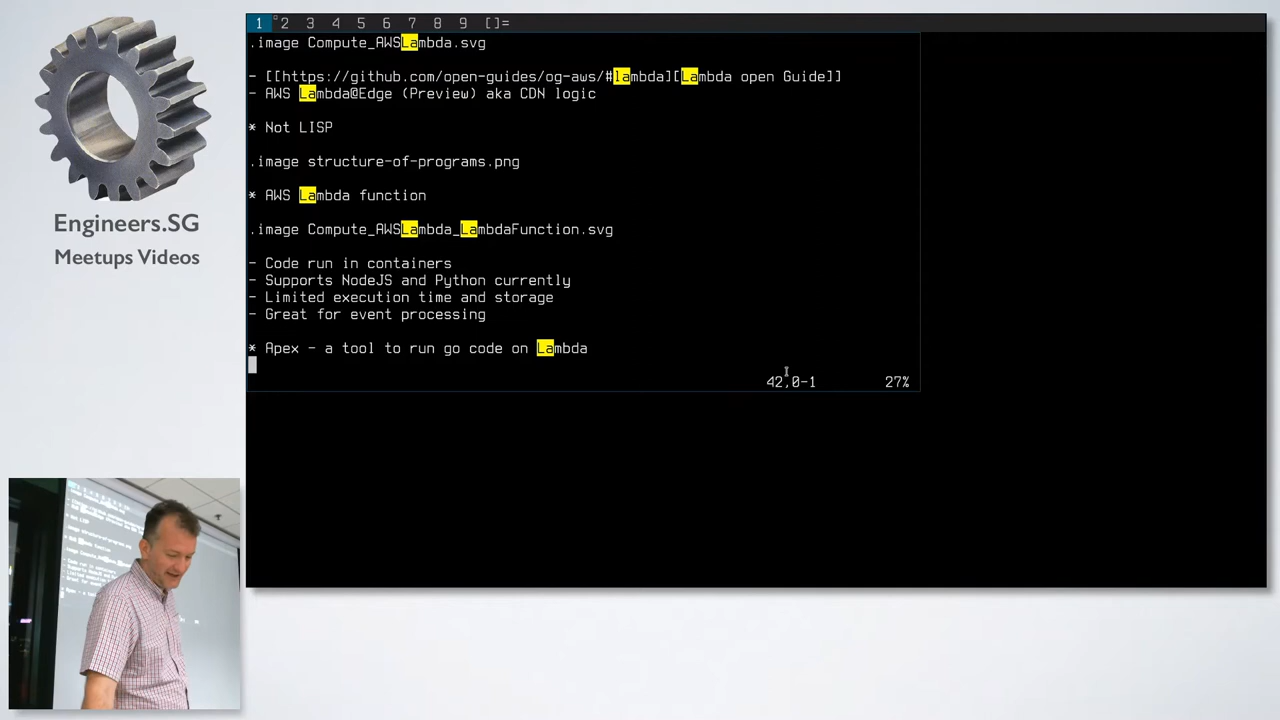 1 2 3 4 5 6 7 8 9 []=
.image Compute_AWSLambda.svg
- [[https://github.com/open-guides/og-aws/#lambda][Lambda open Guide]]
- AWS Lambda@Edge (Preview) aka CDN logic
* Not LISP
.image structure-of-programs.png
* AWS Lambda function
.image Compute_AWSLambda_LambdaFunction.svg
- Code run in containers
- Supports NodeJS and Python currently
- Limited execution time and storage
- Great for event processing
* Apex - a tool to run go code on Lambda
42,0-1 27%
Engineers.SG
Meetups Videos